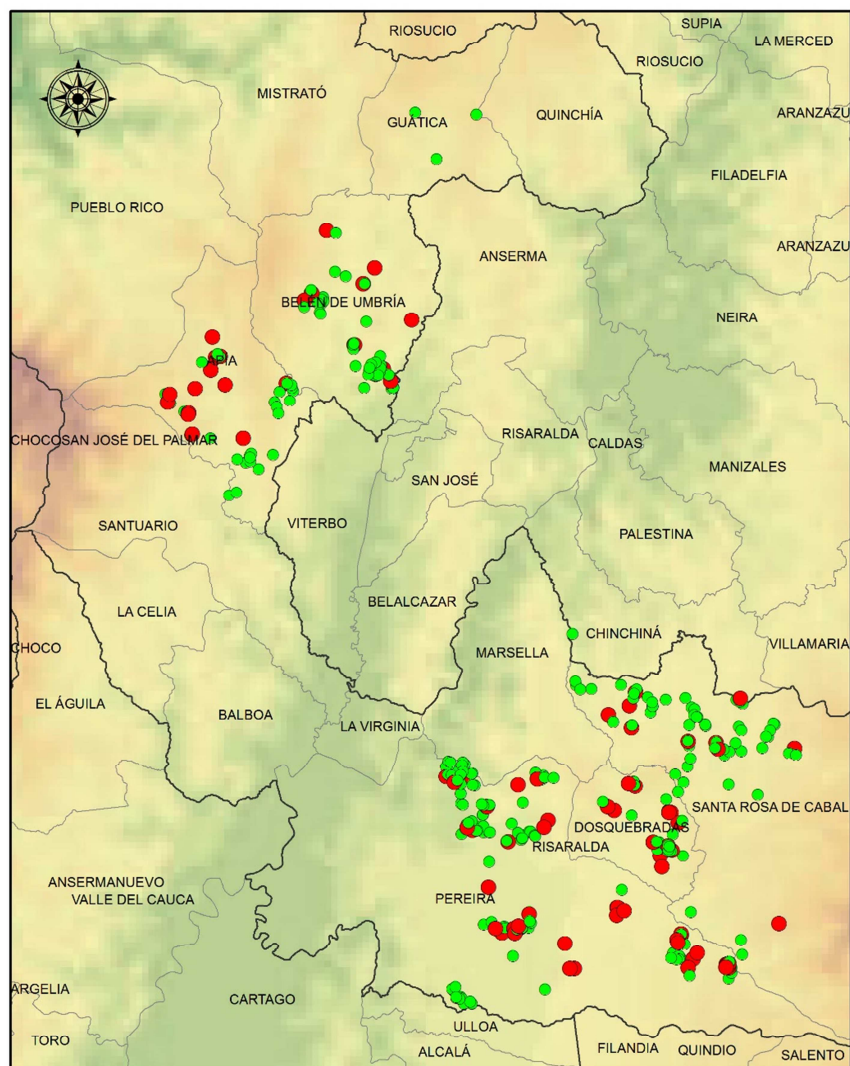 SUPIA
RIOSUCIO
LA MERCED
RIOSUCIO
MISTRATÓ
ARANZAZU
QUINCHÍA
GUÁTICA
FILADELFIA
PUEBLO RICO
ARANZAZU
ANSERMA
BELÉN DE UMBRÍA
NEIRA
APÍA
RISARALDA
CHOCO
SAN JOSÉ DEL PALMAR
CALDAS
MANIZALES
SAN JOSÉ
SANTUARIO
VITERBO
PALESTINA
BELALCAZAR
LA CELIA
CHINCHINÁ
VILLAMARIA
CHOCO
MARSELLA
EL ÁGUILA
BALBOA
LA VIRGINIA
SANTA ROSA DE CABAL
DOSQUEBRADAS
RISARALDA
ANSERMANUEVO
VALLE DEL CAUCA
PEREIRA
ARGELIA
CARTAGO
ULLOA
TORO
ALCALÁ
FILANDIA
QUINDIO
SALENTO